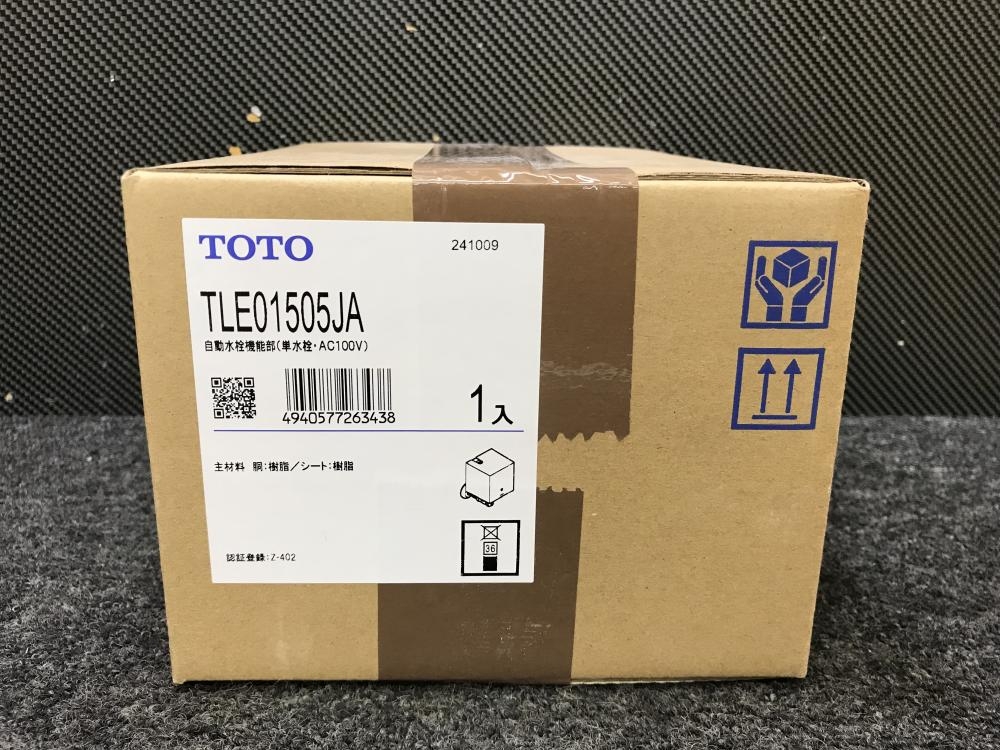 TOTO
241009
TLE01505JA
自動水栓機能部(単水栓・AC100V)
4940577263438
1入
主材料 胴:樹脂/シート:樹脂
36
認証登録:Z-402